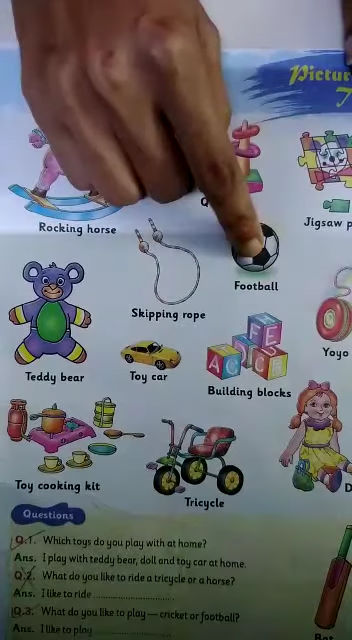 Rocking horse
Jigsaw
Football
Skipping rope
Yoyo
Teddy bear
Toy car
Building blocks
Toy cooking kit
Tricycle
Questions
Q.1. Which toys do you play with at home?
Ans. I play with teddy bear, doll and toy car at home.
Q.2. What do you like to ride a tricycle or a horse?
Ans. I like to ride ........................
Q.3. What do you like to play — cricket or football?
Ans. I like to play ........................